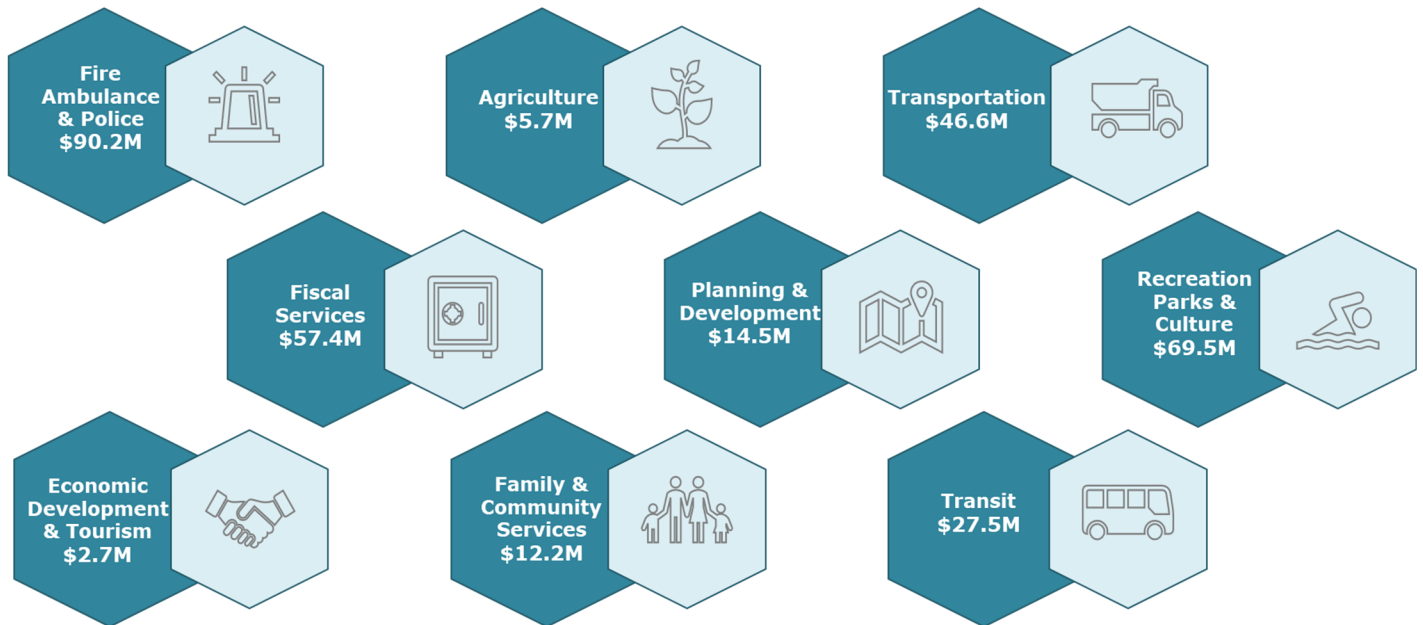 Fire
Ambulance
& Police
$90.2M
Agriculture
$5.7M
Transportation
$46.6M
Fiscal
Services
$57.4M
Planning &
Development
$14.5M
Recreation
Parks &
Culture
$69.5M
Economic
Development
& Tourism
$2.7M
Family &
Community
Services
$12.2M
Transit
$27.5M